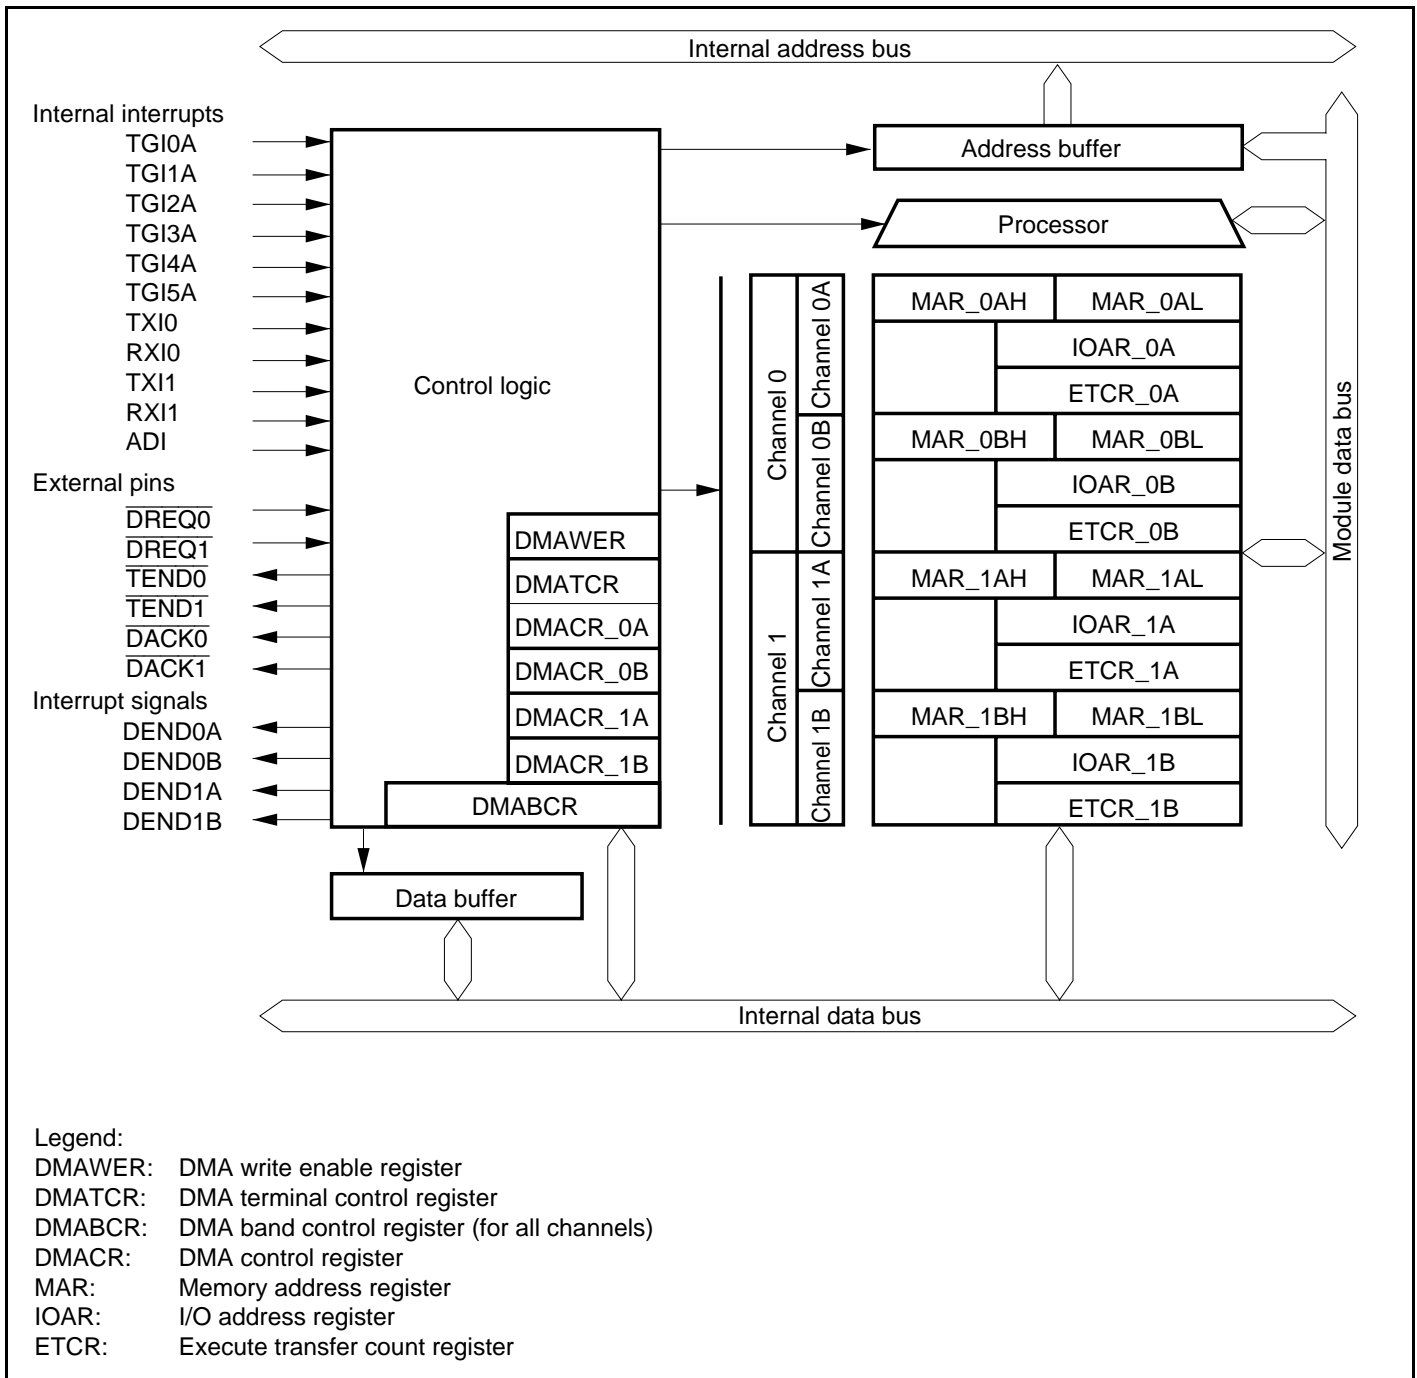 Internal address bus
Internal interrupts
TGI0A
TGI1A
TGI2A
TGI3A
TGI4A
TGI5A
TXI0
RXI0
TXI1
RXI1
ADI
External pins
DREQ0
DREQ1
TEND0
TEND1
DACK0
DACK1
Interrupt signals
DEND0A
DEND0B
DEND1A
DEND1B
Control logic
DMAWER
DMATCR
DMACR_0A
DMACR_0B
DMACR_1A
DMACR_1B
DMABCR
Data buffer
Address buffer
Processor
Channel 0
Channel 0A
Channel 0B
Channel 1
Channel 1A
Channel 1B
MAR_0AH MAR_0AL
IOAR_0A
ETCR_0A
MAR_0BH MAR_0BL
IOAR_0B
ETCR_0B
MAR_1AH MAR_1AL
IOAR_1A
ETCR_1A
MAR_1BH MAR_1BL
IOAR_1B
ETCR_1B
Module data bus
Internal data bus
Legend:
DMAWER: DMA write enable register
DMATCR: DMA terminal control register
DMABCR: DMA band control register (for all channels)
DMACR: DMA control register
MAR: Memory address register
IOAR: I/O address register
ETCR: Execute transfer count register